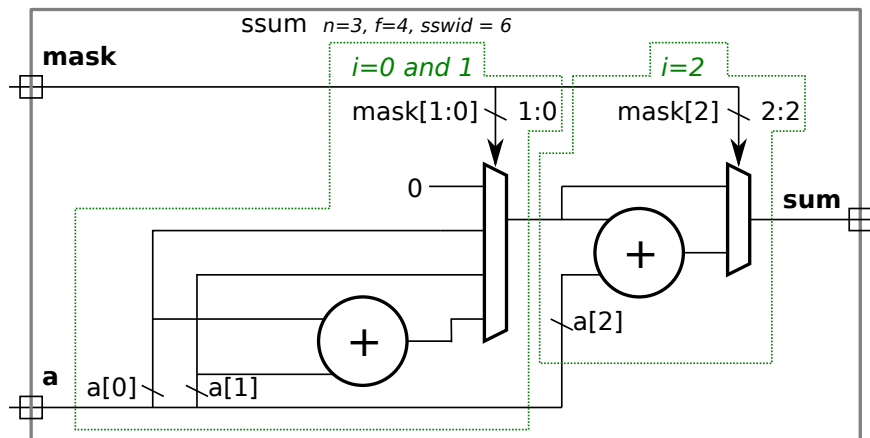 ssum n=3, f=4, sswid = 6
mask
i=0 and 1
i=2
mask[1:0] 1:0
mask[2] 2:2
0
sum
+
+
a[2]
a
a[0] a[1]